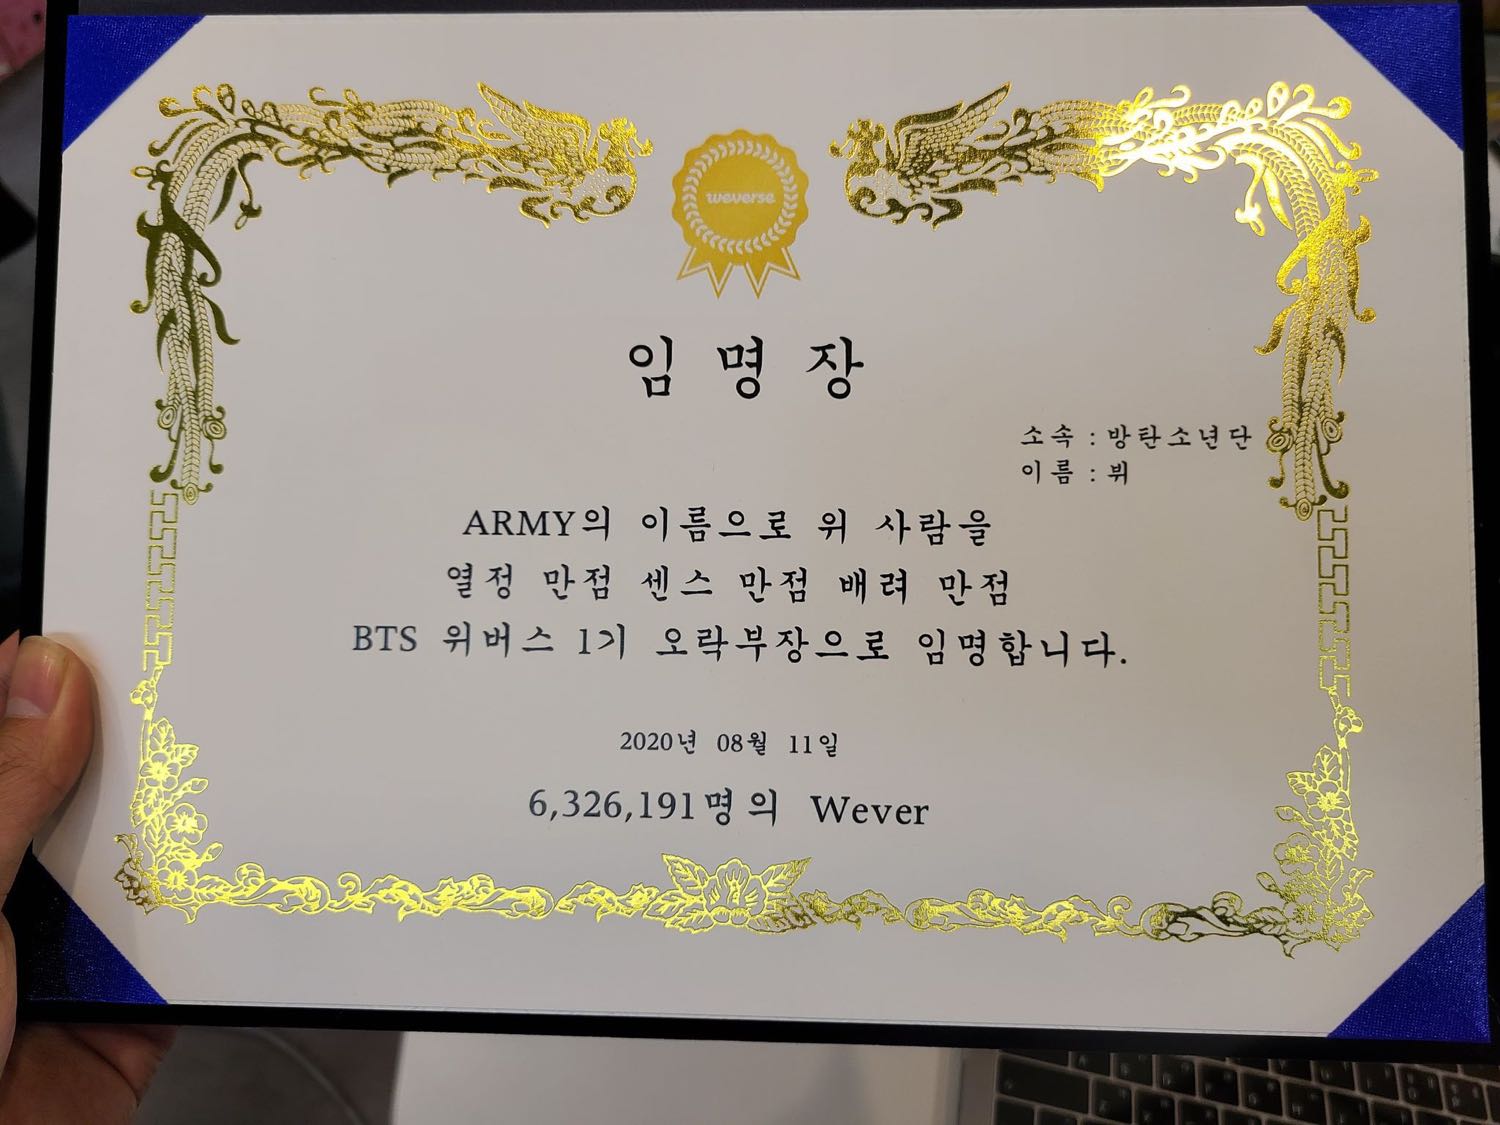 weverse
임명장
소속 : 방탄소년단
이름 : 뷔
ARMY의 이름으로 위 사람을
열정 만점 센스 만점 배려 만점
BTS 위버스 1기 오락부장으로 임명합니다.
2020년 08월 11일
6,326,191명의 Wever